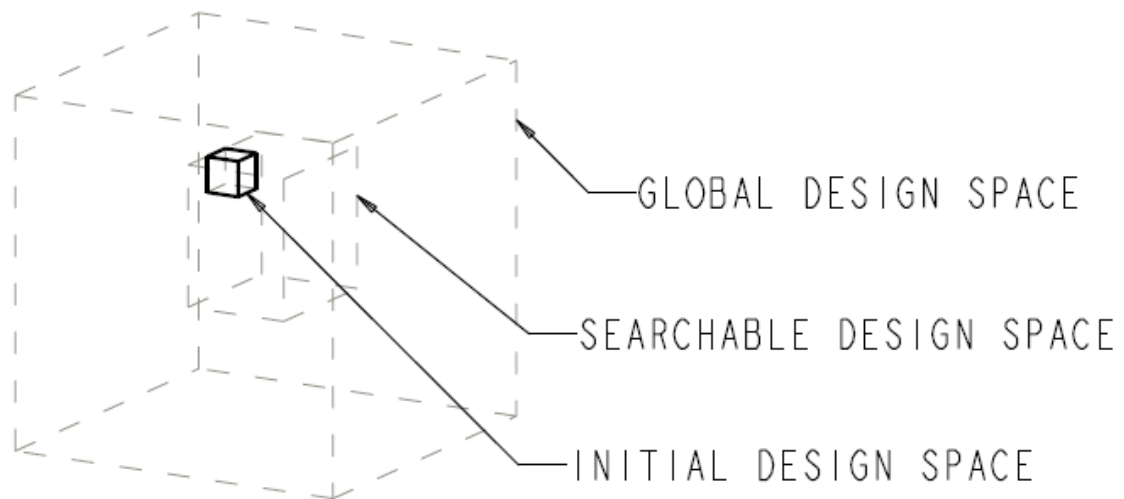 GLOBAL DESIGN SPACE
SEARCHABLE DESIGN SPACE
INITIAL DESIGN SPACE